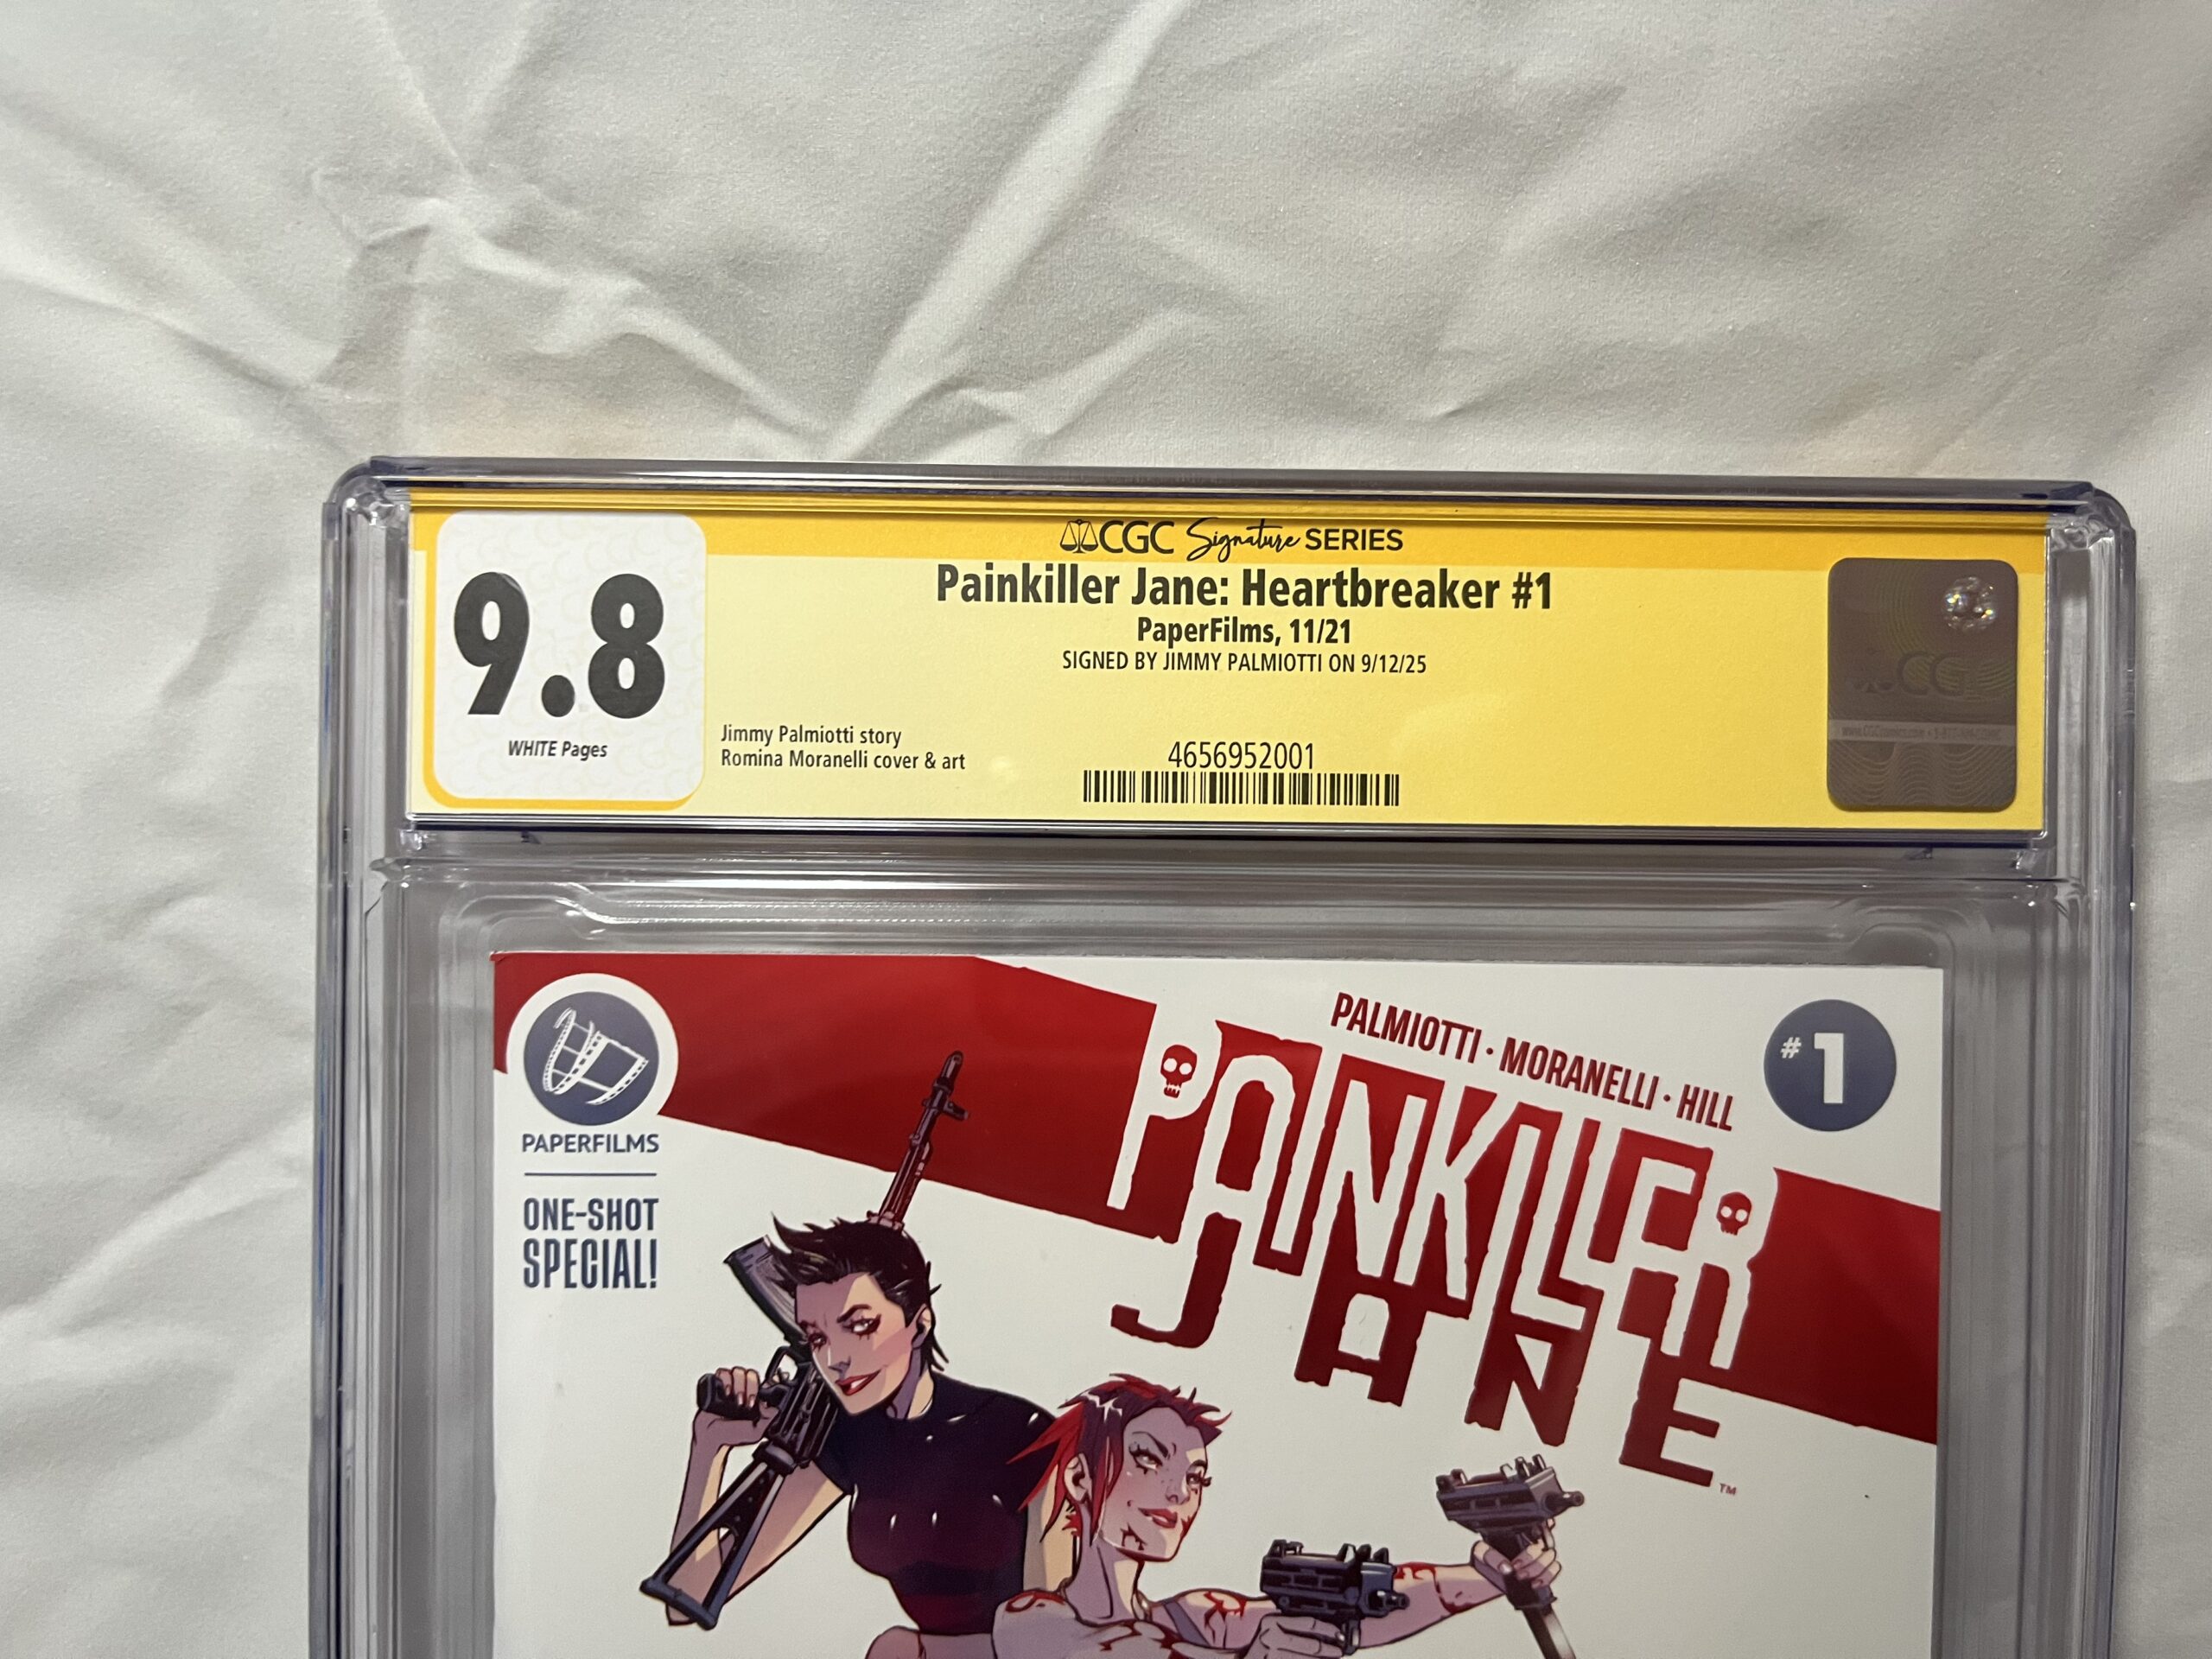 CGC Signature SERIES
9.8
WHITE Pages
Painkiller Jane: Heartbreaker #1
PaperFilms, 11/21
SIGNED BY JIMMY PALMIOTTI ON 9/12/25
Jimmy Palmiotti story
Romina Moranelli cover & art
4656952001
CGC
PAPERFILMS
ONE-SHOT
SPECIAL!
PALMIOTTI · MORANELLI · HILL
#1
PAINKILLER
JANE™